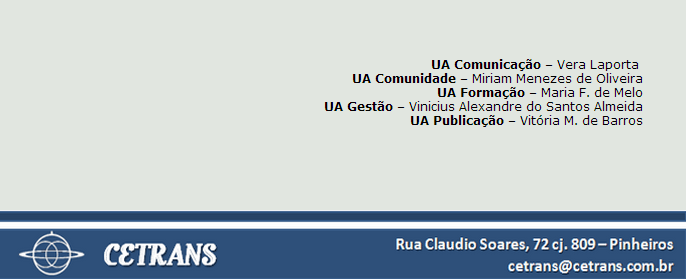 UA Comunicação – Vera Laporta
UA Comunidade – Miriam Menezes de Oliveira
UA Formação – Maria F. de Melo
UA Gestão – Vinicius Alexandre do Santos Almeida
UA Publicação – Vitória M. de Barros
CETRANS
Rua Claudio Soares, 72 cj. 809 – Pinheiros
cetrans@cetrans.com.br